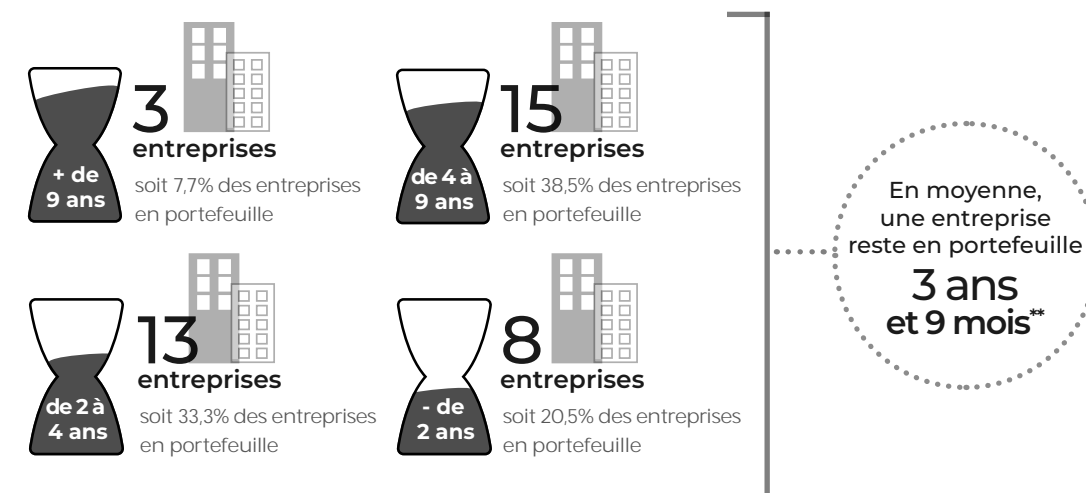 3
entreprises
+ de
9 ans
soit 7,7% des entreprises
en portefeuille
15
entreprises
de 4 à
9 ans
soit 38,5% des entreprises
en portefeuille
13
entreprises
de 2 à
4 ans
soit 33,3% des entreprises
en portefeuille
8
entreprises
- de
2 ans
soit 20,5% des entreprises
en portefeuille
En moyenne,
une entreprise
reste en portefeuille
3 ans
et 9 mois**